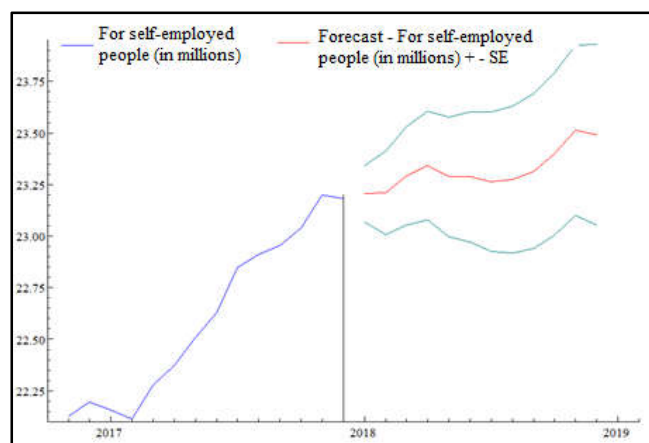 For self-employed
people (in millions)
Forecast - For self-employed
people (in millions) + - SE
23.75
23.50
23.25
23.00
22.75
22.50
22.25
2017
2018
2019